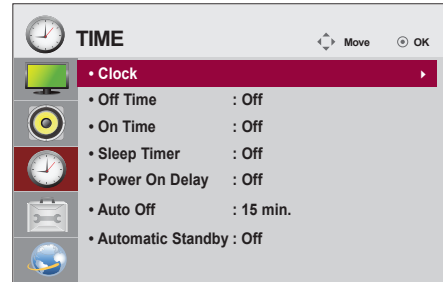 TIME
Move OK
• Clock
• Off Time : Off
• On Time : Off
• Sleep Timer : Off
• Power On Delay : Off
• Auto Off : 15 min.
• Automatic Standby : Off